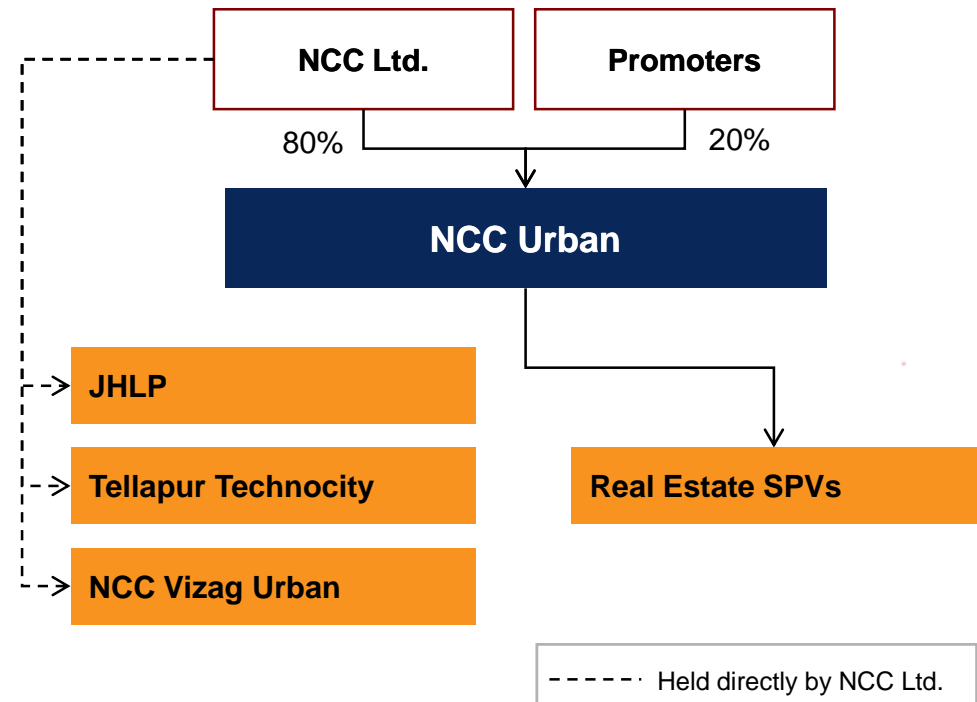 NCC Ltd.
Promoters
80%
20%
NCC Urban
JHLP
Tellapur Technocity
Real Estate SPVs
NCC Vizag Urban
Held directly by NCC Ltd.